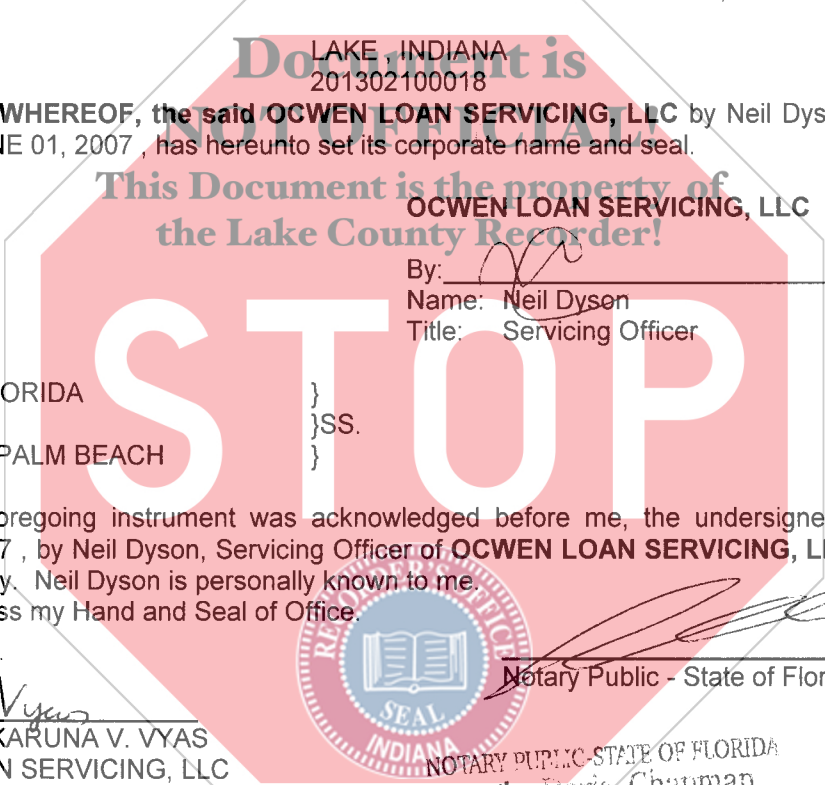 Document is
LAKE , INDIANA
201302100018
NOT OFFICIAL!
WHEREOF, the said OCWEN LOAN SERVICING, LLC by Neil Dys
NE 01, 2007 , has hereunto set its corporate name and seal.
This Document is the property of
the Lake County Recorder!
OCWEN LOAN SERVICING, LLC
By:
Name: Neil Dyson
Title: Servicing Officer
STOP
ORIDA }
}SS.
PALM BEACH }
oregoing instrument was acknowledged before me, the undersigne
7 , by Neil Dyson, Servicing Officer of OCWEN LOAN SERVICING, L
y. Neil Dyson is personally known to me.
ss my Hand and Seal of Office.
RECORDER'S OFFICE
SEAL
INDIANA
Notary Public - State of Flor
Vyas
KARUNA V. VYAS
N SERVICING, LLC
NOTARY PUBLIC-STATE OF FLORIDA
Chapman